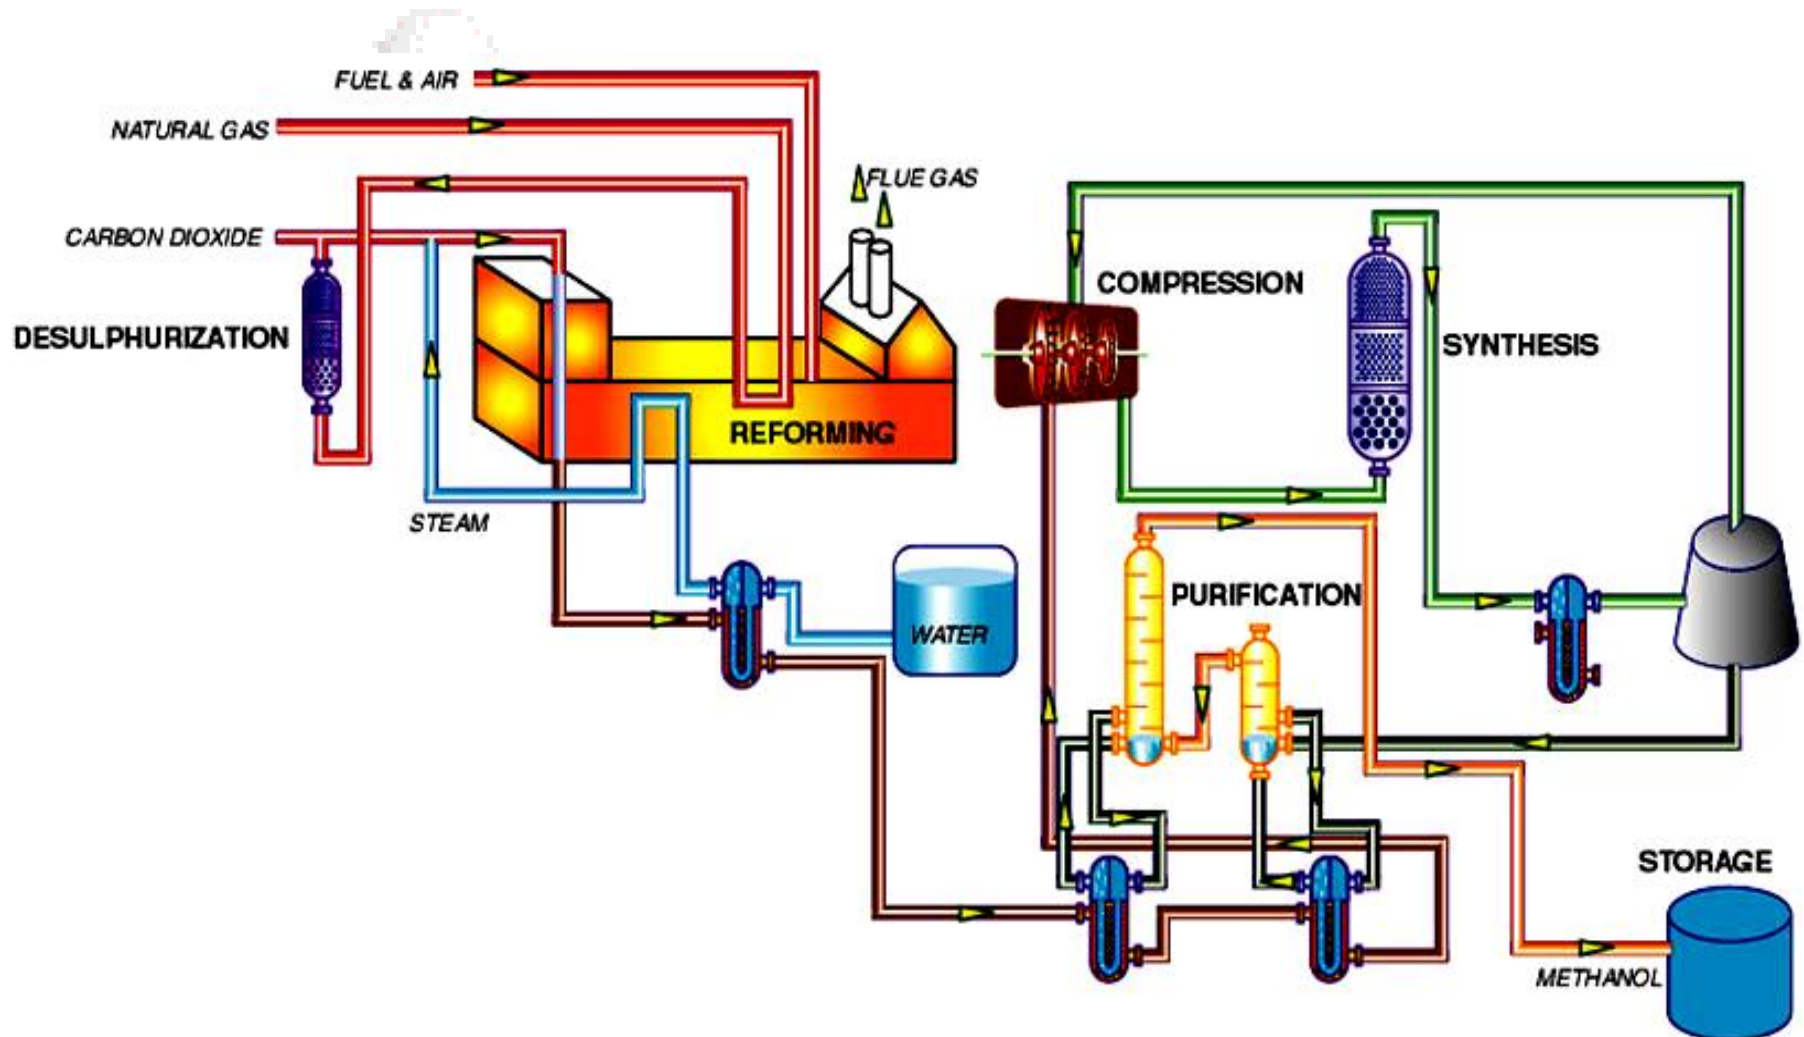 FUEL & AIR
NATURAL GAS
FLUE GAS
CARBON DIOXIDE
COMPRESSION
DESULPHURIZATION
SYNTHESIS
REFORMING
STEAM
PURIFICATION
WATER
STORAGE
METHANOL